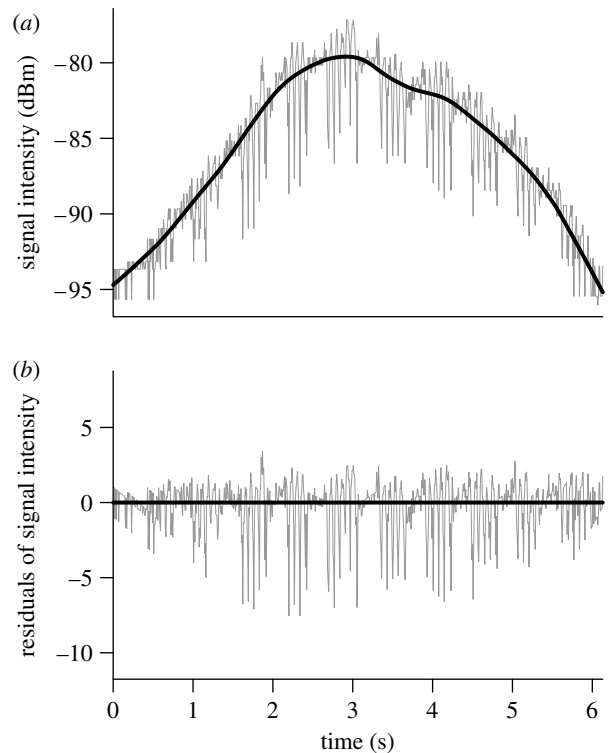 (a)
signal intensity (dBm)
−80
−85
−90
−95
(b)
residuals of signal intensity
5
0
−5
−10
0 1 2 3 4 5 6
time (s)